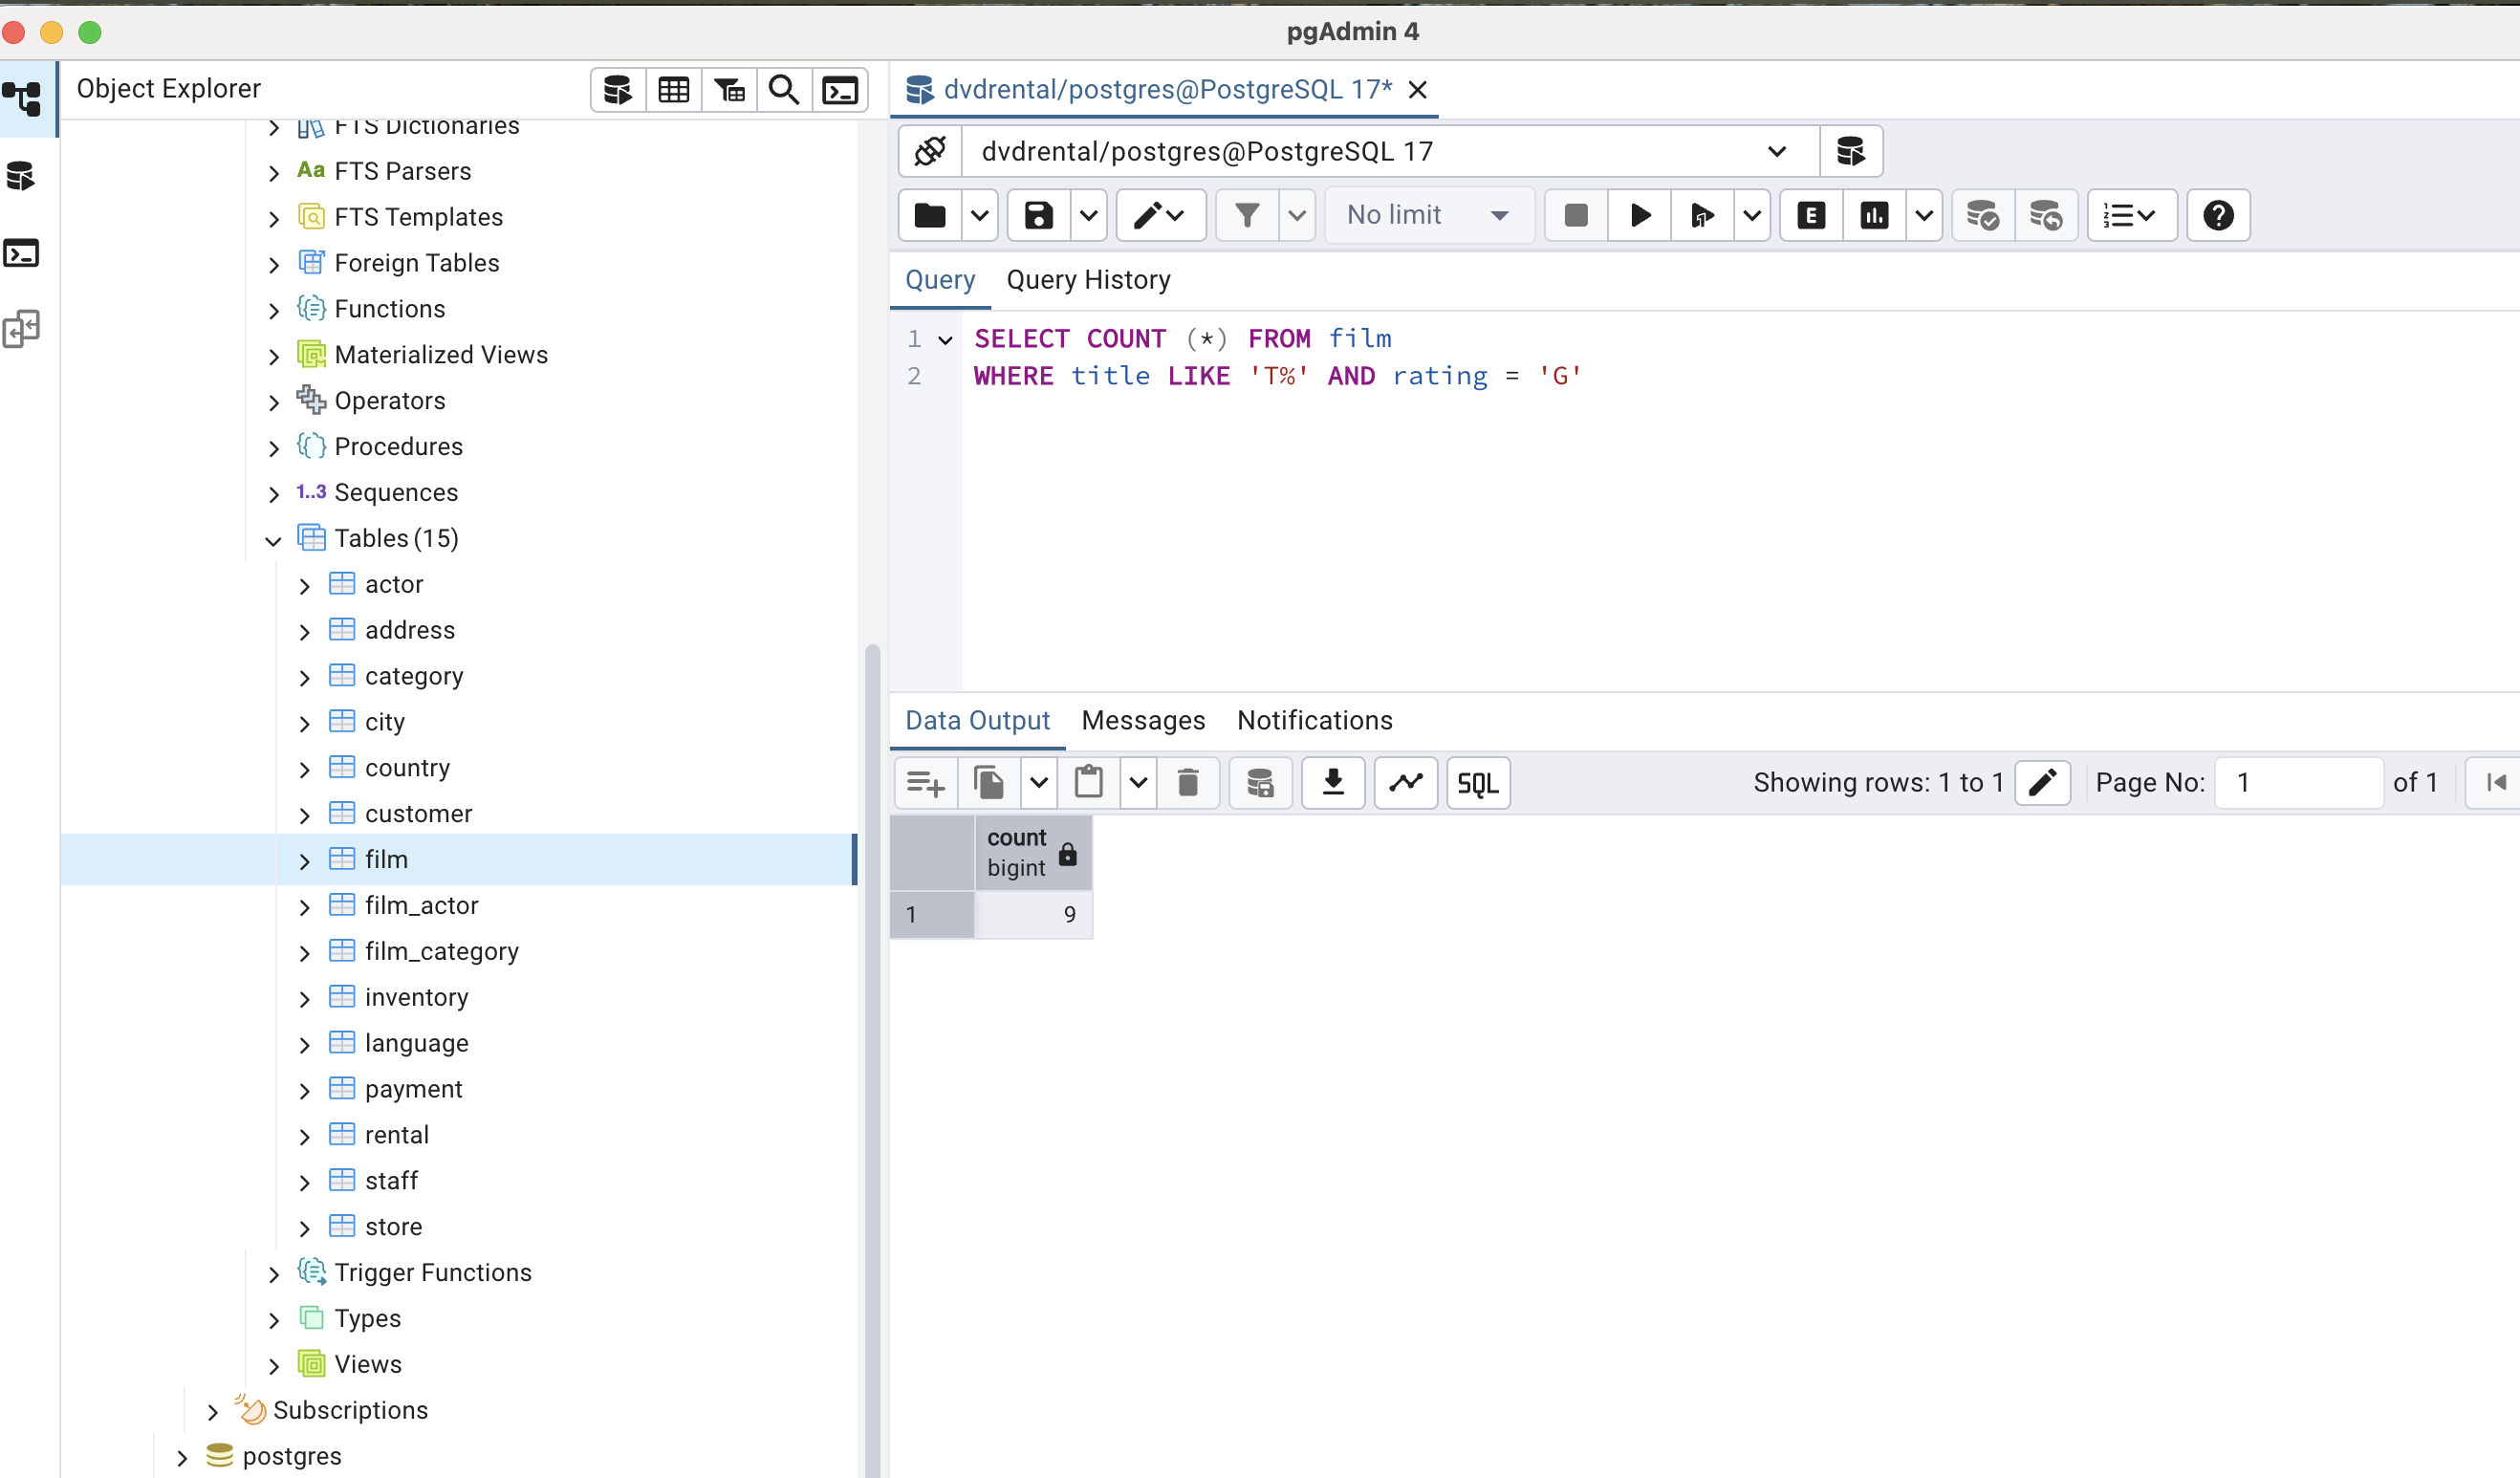 pgAdmin 4
Object Explorer
FTS Dictionaries
Aa FTS Parsers
FTS Templates
Foreign Tables
Functions
Materialized Views
Operators
Procedures
1..3 Sequences
Tables (15)
actor
address
category
city
country
customer
film
film_actor
film_category
inventory
language
payment
rental
staff
store
Trigger Functions
Types
Views
Subscriptions
postgres
dvdrental/postgres@PostgreSQL 17*
dvdrental/postgres@PostgreSQL 17
No limit
E
Query Query History
1 SELECT COUNT (*) FROM film
2 WHERE title LIKE 'T%' AND rating = 'G'
Data Output Messages Notifications
SQL Showing rows: 1 to 1 Page No: 1 of 1
count
bigint
1 9